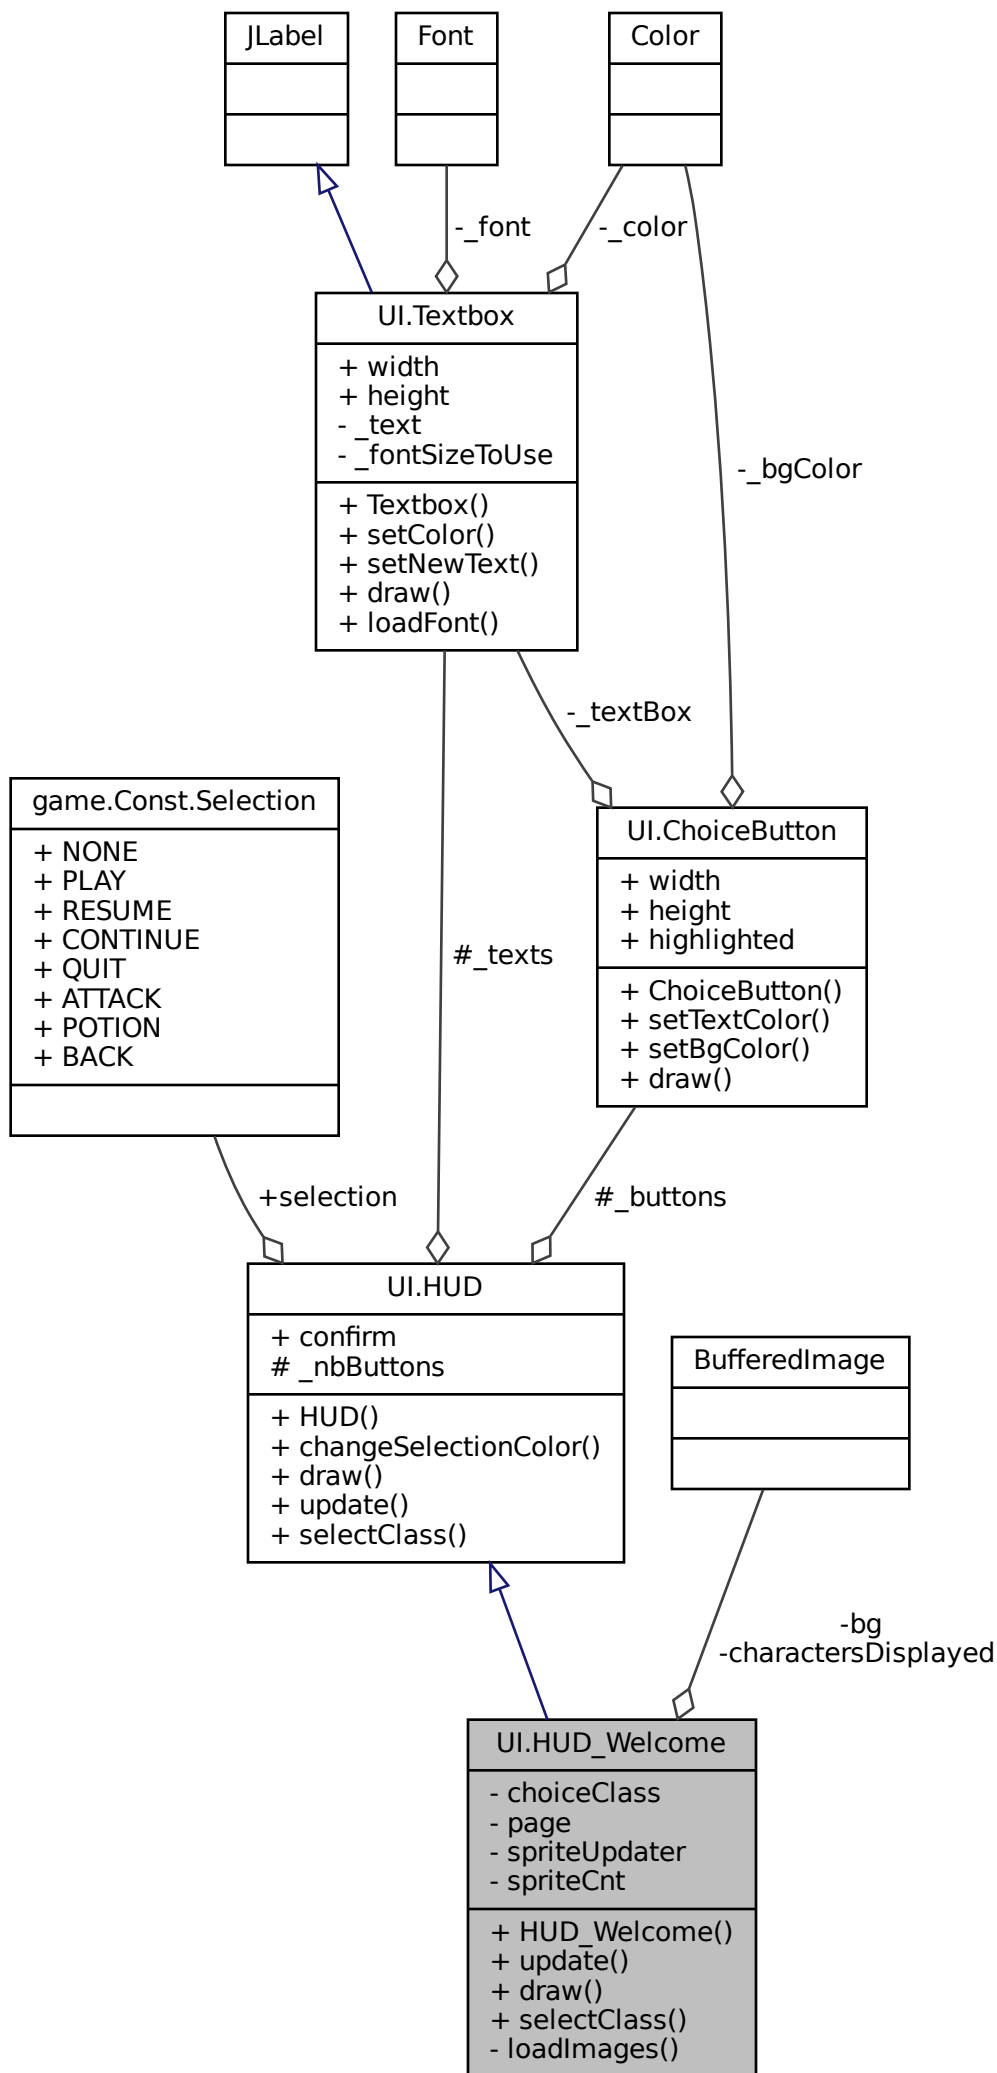 JLabel
Font
Color
-_font
-_color
UI.Textbox
+ width
+ height
- _text
- _fontSizeToUse
+ Textbox()
+ setColor()
+ setNewText()
+ draw()
+ loadFont()
-_bgColor
-_textBox
game.Const.Selection
+ NONE
+ PLAY
+ RESUME
+ CONTINUE
+ QUIT
+ ATTACK
+ POTION
+ BACK
UI.ChoiceButton
+ width
+ height
+ highlighted
+ ChoiceButton()
+ setTextColor()
+ setBgColor()
+ draw()
#_texts
+selection
#_buttons
UI.HUD
+ confirm
# _nbButtons
+ HUD()
+ changeSelectionColor()
+ draw()
+ update()
+ selectClass()
BufferedImage
-bg
-charactersDisplayed
UI.HUD_Welcome
- choiceClass
- page
- spriteUpdater
- spriteCnt
+ HUD_Welcome()
+ update()
+ draw()
+ selectClass()
- loadImages()